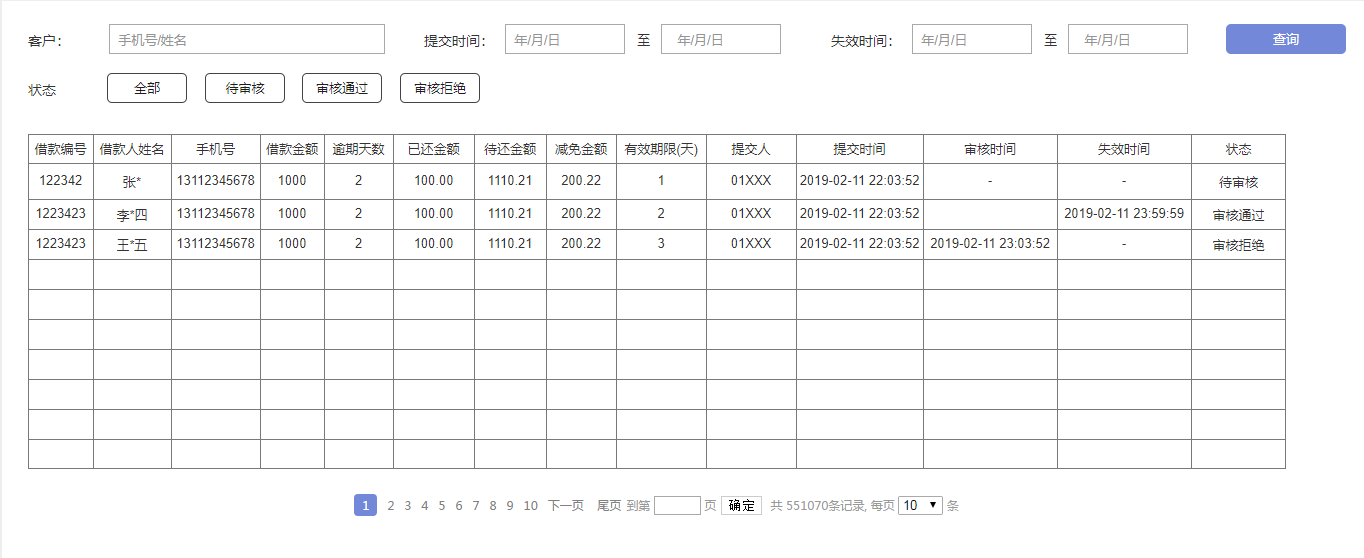 客户： 手机号/姓名 提交时间： 年/月/日 至 年/月/日 失效时间： 年/月/日 至 年/月/日 查询
状态 全部 待审核 审核通过 审核拒绝
借款编号 借款人姓名 手机号 借款金额 逾期天数 已还金额 待还金额 减免金额 有效期限(天) 提交人 提交时间 审核时间 失效时间 状态
122342 张* 13112345678 1000 2 100.00 1110.21 200.22 1 01XXX 2019-02-11 22:03:52 - - 待审核
1223423 李*四 13112345678 1000 2 100.00 1110.21 200.22 2 01XXX 2019-02-11 22:03:52 2019-02-11 23:59:59 审核通过
1223423 王*五 13112345678 1000 2 100.00 1110.21 200.22 3 01XXX 2019-02-11 22:03:52 2019-02-11 23:03:52 - 审核拒绝
1 2 3 4 5 6 7 8 9 10 下一页 尾页 到第 页 确定 共 551070条记录, 每页 10 ▼ 条